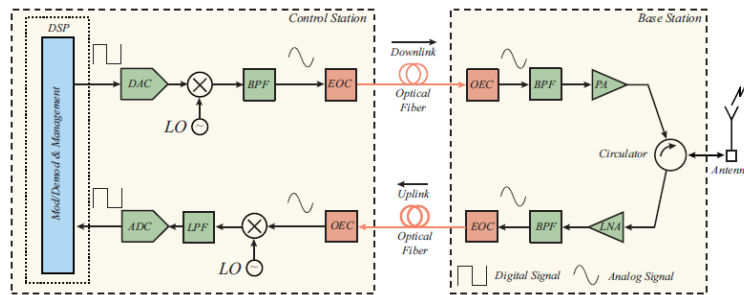 Control Station
Base Station
DSP
Mod/Demod & Management
DAC
LO
~
BPF
EOC
Downlink
Optical
Fiber
OEC
BPF
PA
Circulator
Antenn
ADC
LPF
LO
~
OEC
Uplink
Optical
Fiber
EOC
BPF
LNA
Digital Signal
Analog Signal